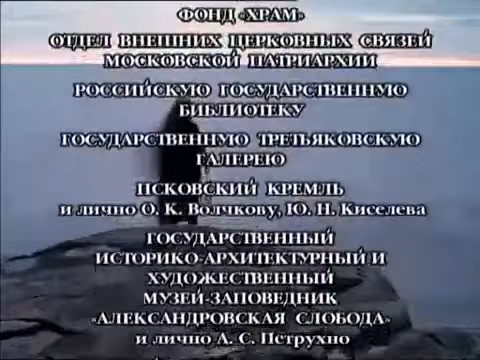 ФОНД «ХРАМ»
ОТДЕЛ ВНЕШНИХ ЦЕРКОВНЫХ СВЯЗЕЙ
МОСКОВСКОЙ ПАТРИАРХИИ
РОССИЙСКУЮ ГОСУДАРСТВЕННУЮ
БИБЛИОТЕКУ
ГОСУДАРСТВЕННУЮ ТРЕТЬЯКОВСКУЮ
ГАЛЕРЕЮ
ПСКОВСКИЙ КРЕМЛЬ
и лично О. К. Волчкову, Ю. Н. Киселева
ГОСУДАРСТВЕННЫЙ
ИСТОРИКО-АРХИТЕКТУРНЫЙ И
ХУДОЖЕСТВЕННЫЙ
МУЗЕЙ-ЗАПОВЕДНИК
«АЛЕКСАНДРОВСКАЯ СЛОБОДА»
и лично А. С. Петрухно